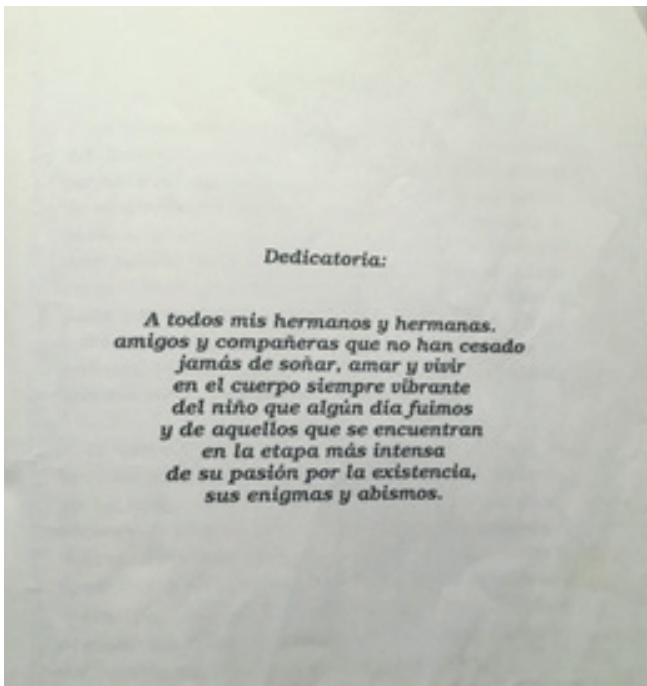 Dedicatoria:
A todos mis hermanos y hermanas,
amigos y compañeras que no han cesado
jamás de soñar, amar y vivir
en el cuerpo siempre vibrante
del niño que algún día fuimos
y de aquellos que se encuentran
en la etapa más intensa
de su pasión por la existencia,
sus enigmas y abismos.